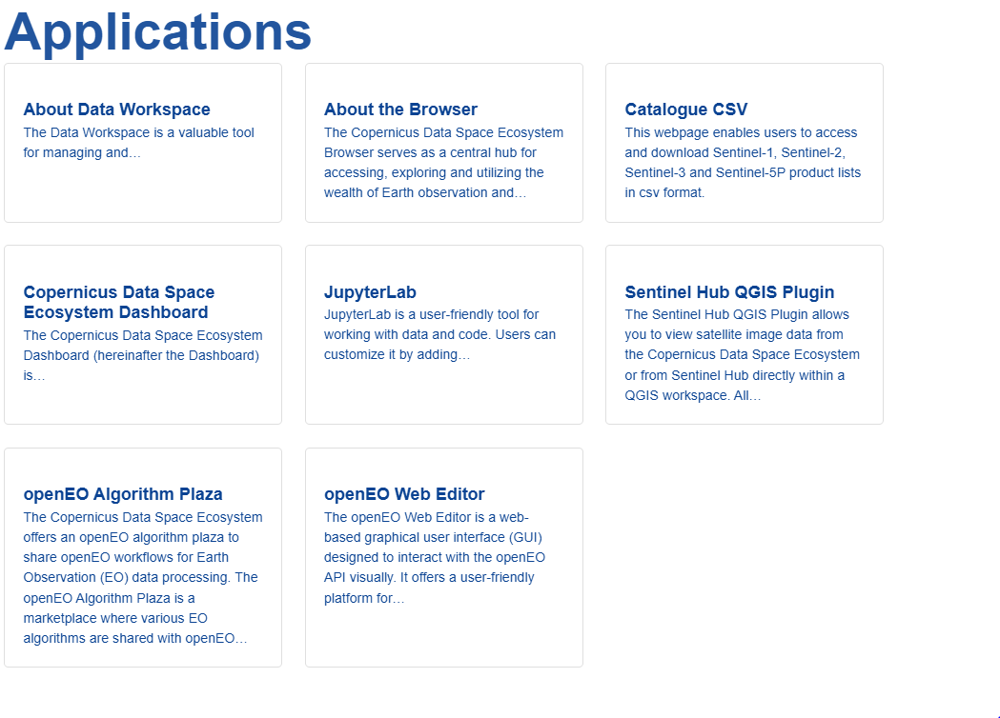 Applications
About Data Workspace
The Data Workspace is a valuable tool
for managing and…
About the Browser
The Copernicus Data Space Ecosystem
Browser serves as a central hub for
accessing, exploring and utilizing the
wealth of Earth observation and…
Catalogue CSV
This webpage enables users to access
and download Sentinel-1, Sentinel-2,
Sentinel-3 and Sentinel-5P product lists
in csv format.
Copernicus Data Space
Ecosystem Dashboard
The Copernicus Data Space Ecosystem
Dashboard (hereinafter the Dashboard)
is…
JupyterLab
JupyterLab is a user-friendly tool for
working with data and code. Users can
customize it by adding…
Sentinel Hub QGIS Plugin
The Sentinel Hub QGIS Plugin allows
you to view satellite image data from
the Copernicus Data Space Ecosystem
or from Sentinel Hub directly within a
QGIS workspace. All…
openEO Algorithm Plaza
The Copernicus Data Space Ecosystem
offers an openEO algorithm plaza to
share openEO workflows for Earth
Observation (EO) data processing. The
openEO Algorithm Plaza is a
marketplace where various EO
algorithms are shared with openEO…
openEO Web Editor
The openEO Web Editor is a web-
based graphical user interface (GUI)
designed to interact with the openEO
API visually. It offers a user-friendly
platform for…